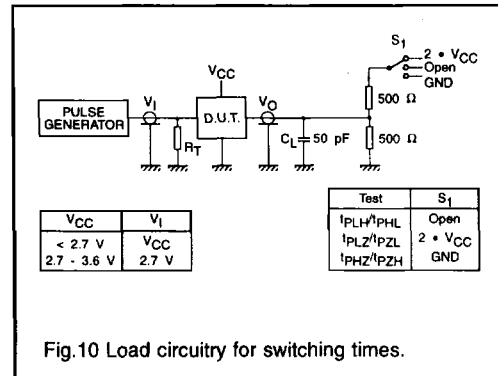 S1
2 • VCC
Open
GND
VCC
500 Ω
PULSE
GENERATOR
VI
D.U.T.
VO
RT
CL
50 pF
500 Ω
VCC VI
< 2.7 V VCC
2.7 - 3.6 V 2.7 V
Test S1
tPLH/tPHL Open
tPLZ/tPZL 2 • VCC
tPHZ/tPZH GND
Fig.10 Load circuitry for switching times.